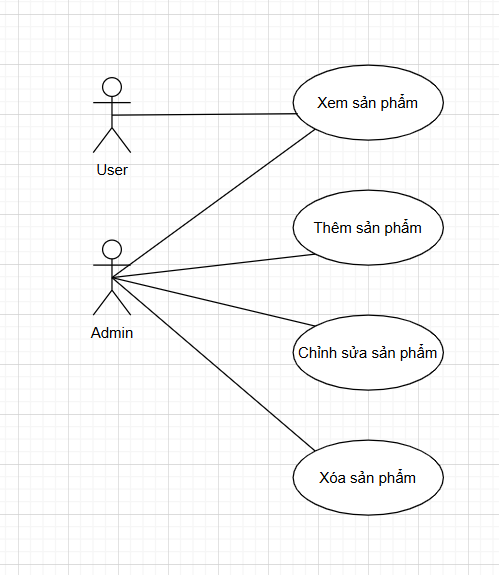 Xem sản phẩm
User
Thêm sản phẩm
Admin
Chỉnh sửa sản phẩm
Xóa sản phẩm